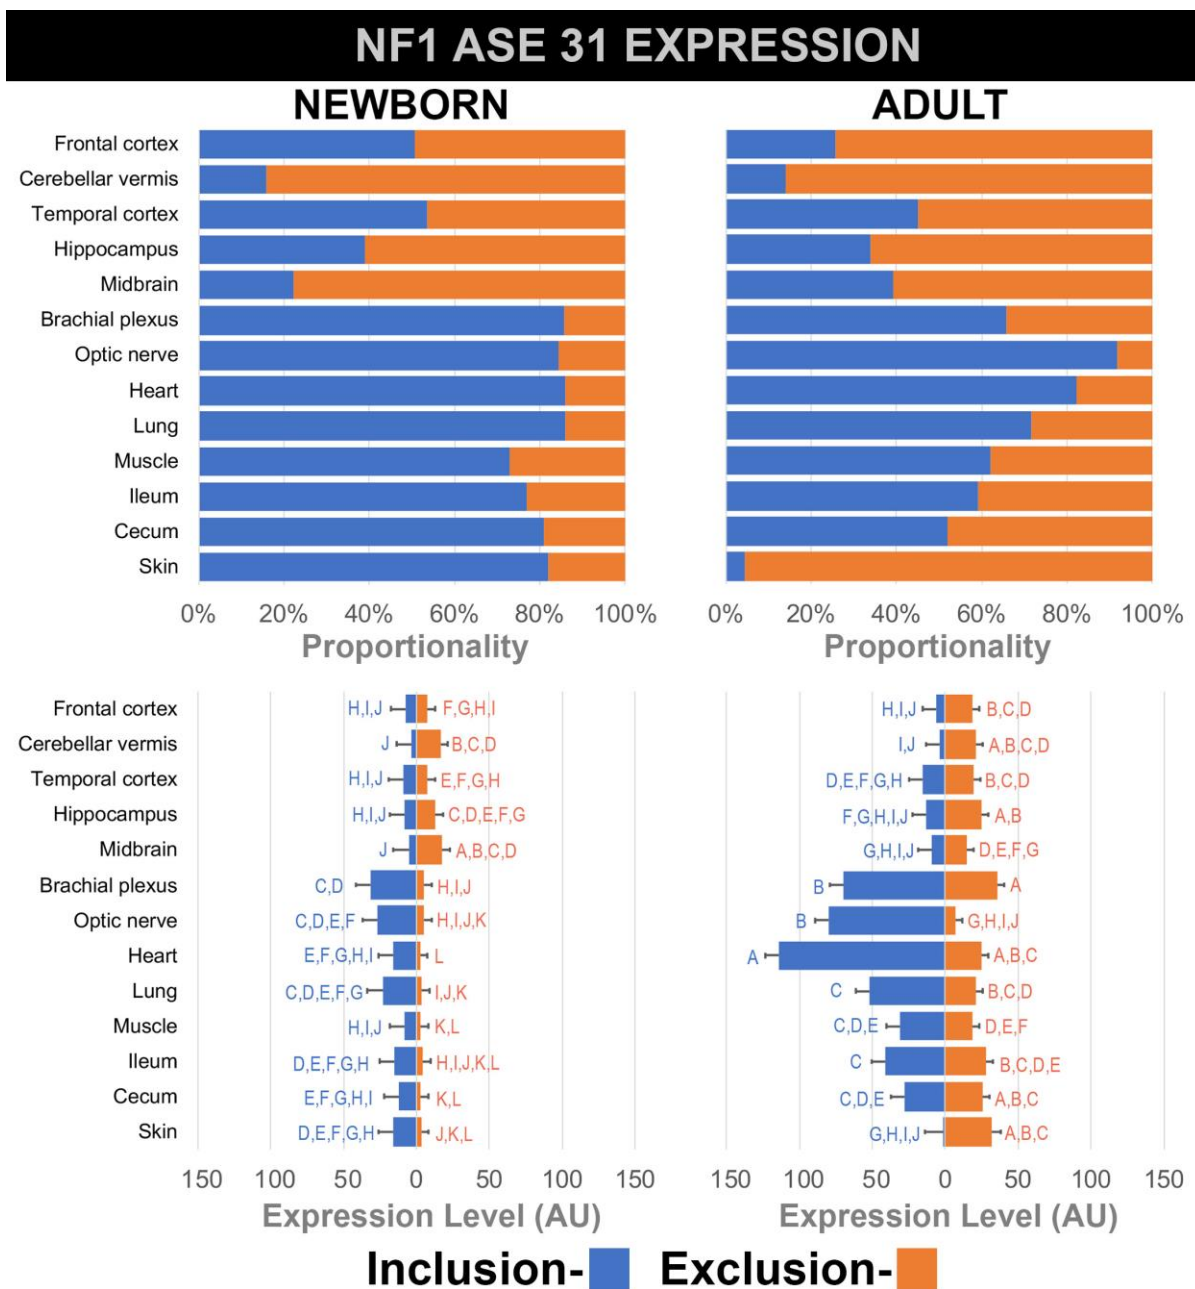 NF1 ASE 31 EXPRESSION
NEWBORN
ADULT
Frontal cortex
Cerebellar vermis
Temporal cortex
Hippocampus
Midbrain
Brachial plexus
Optic nerve
Heart
Lung
Muscle
Ileum
Cecum
Skin
0% 20% 40% 60% 80% 100%
0% 20% 40% 60% 80% 100%
Proportionality
Proportionality
Frontal cortex H,I,J F,G,H,I H,I,J B,C,D
Cerebellar vermis J B,C,D I,J A,B,C,D
Temporal cortex H,I,J E,F,G,H D,E,F,G,H B,C,D
Hippocampus H,I,J C,D,E,F,G F,G,H,I,J A,B
Midbrain J A,B,C,D G,H,I,J D,E,F,G
Brachial plexus C,D H,I,J B A
Optic nerve C,D,E,F H,I,J,K B G,H,I,J
Heart E,F,G,H,I L A A,B,C
Lung C,D,E,F,G I,J,K C B,C,D
Muscle H,I,J K,L C,D,E D,E,F
Ileum D,E,F,G,H H,I,J,K,L C B,C,D,E
Cecum E,F,G,H,I K,L C,D,E A,B,C
Skin D,E,F,G,H J,K,L G,H,I,J A,B,C
150 100 50 0 50 100 150
150 100 50 0 50 100 150
Expression Level (AU)
Expression Level (AU)
Inclusion- Exclusion-